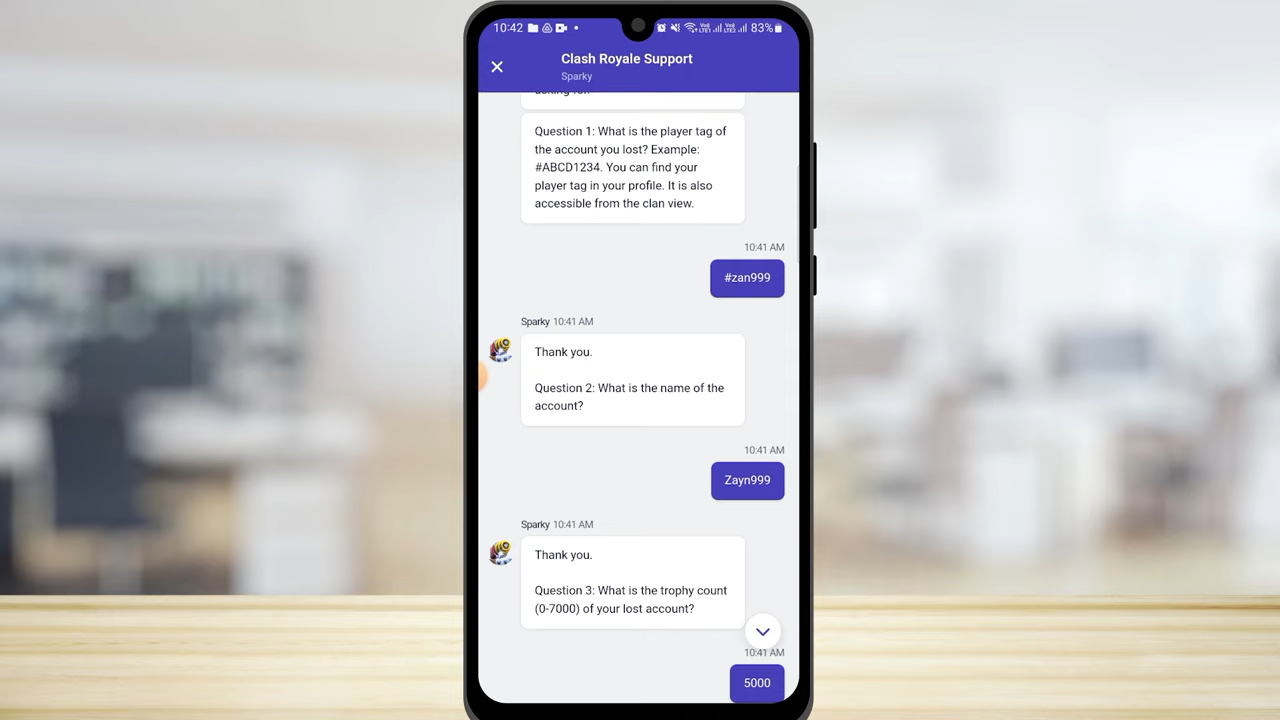 10:42
83%
Clash Royale Support
Sparky
Question 1: What is the player tag of
the account you lost? Example:
#ABCD1234. You can find your
player tag in your profile. It is also
accessible from the clan view.
10:41 AM
#zan999
Sparky 10:41 AM
Thank you.
Question 2: What is the name of the
account?
10:41 AM
Zayn999
Sparky 10:41 AM
Thank you.
Question 3: What is the trophy count
(0-7000) of your lost account?
10:41 AM
5000